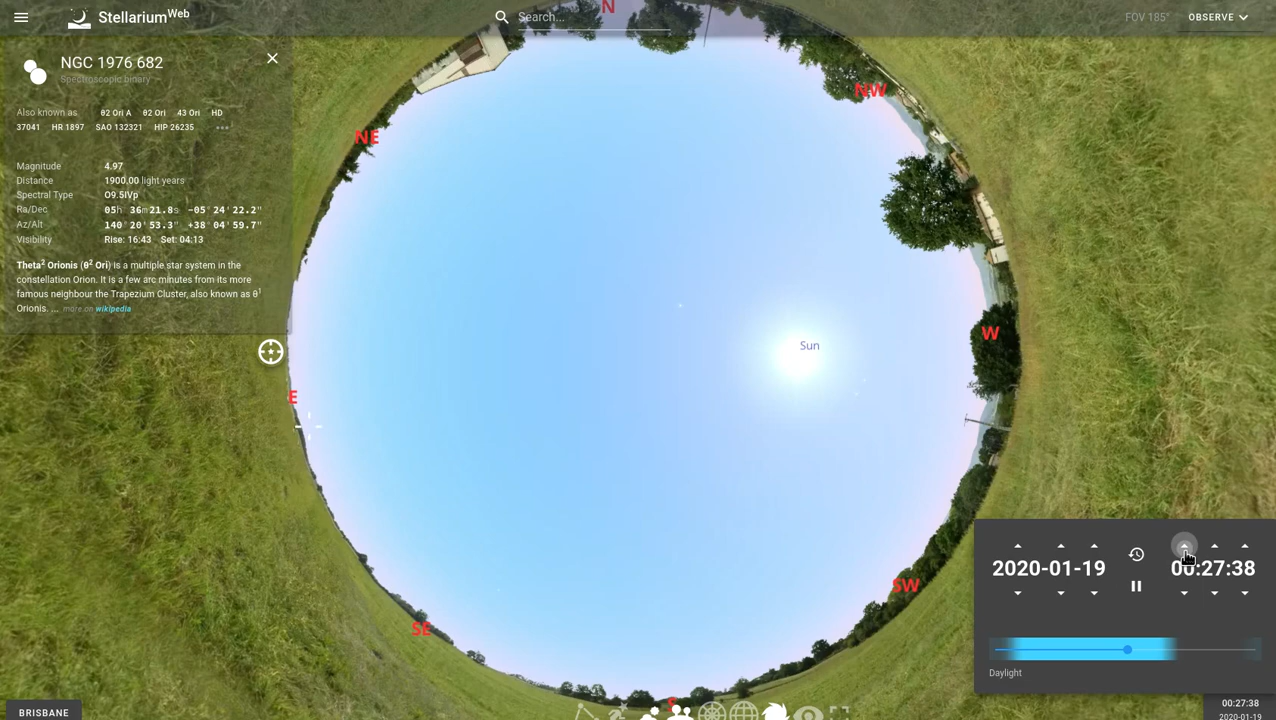 StellariumWeb
Search...
FOV 185°
OBSERVE
N
NGC 1976 682
Spectroscopic binary
Also known as θ2 Ori A θ2 Ori 43 Ori HD
37041 HR 1897 SAO 132321 HIP 26235
Magnitude 4.97
Distance 1900.00 light years
Spectral Type O9.5IVp
Ra/Dec 05h 36m 21.8s -05° 24' 22.2"
Az/Alt 140° 20' 53.3" +38° 04' 59.7"
Visibility Rise: 16:43 Set: 04:13
Theta² Orionis (θ² Ori) is a multiple star system in the
constellation Orion. It is a few arc minutes from its more
famous neighbour the Trapezium Cluster, also known as θ¹
Orionis. ... more on wikipedia
NW
NE
Sun
W
E
SW
SE
S
2020-01-19 00:27:38
Daylight
BRISBANE
00:27:38
2020-01-19